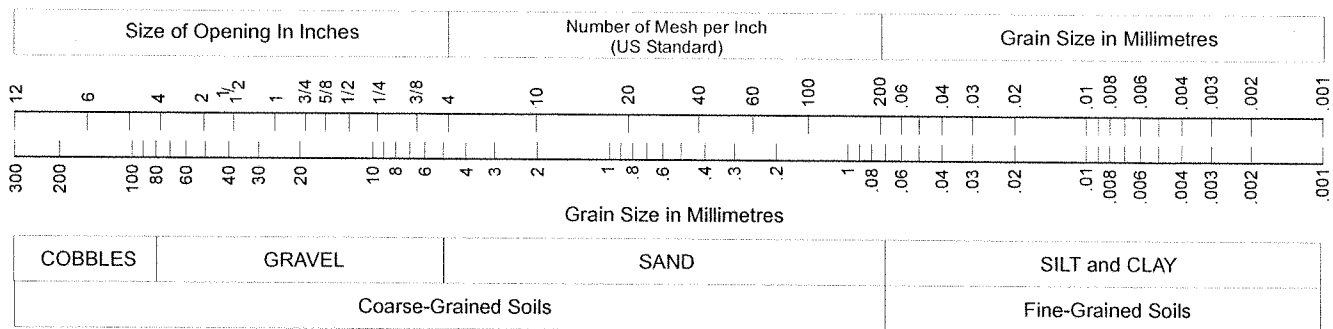 Size of Opening In Inches
Number of Mesh per Inch
(US Standard)
Grain Size in Millimetres
12 6 4 2 1 1/2 1 3/4 5/8 1/2 1/4 3/8 4 10 20 40 60 100 200 .06 .04 .03 .02 .01 .008 .006 .004 .003 .002 .001
300 200 100 80 60 40 30 20 10 8 6 4 3 2 1 .8 .6 .4 .3 .2 1 .08 .06 .04 .03 .02 .01 .008 .006 .004 .003 .002 .001
Grain Size in Millimetres
COBBLES GRAVEL SAND SILT and CLAY
Coarse-Grained Soils Fine-Grained Soils